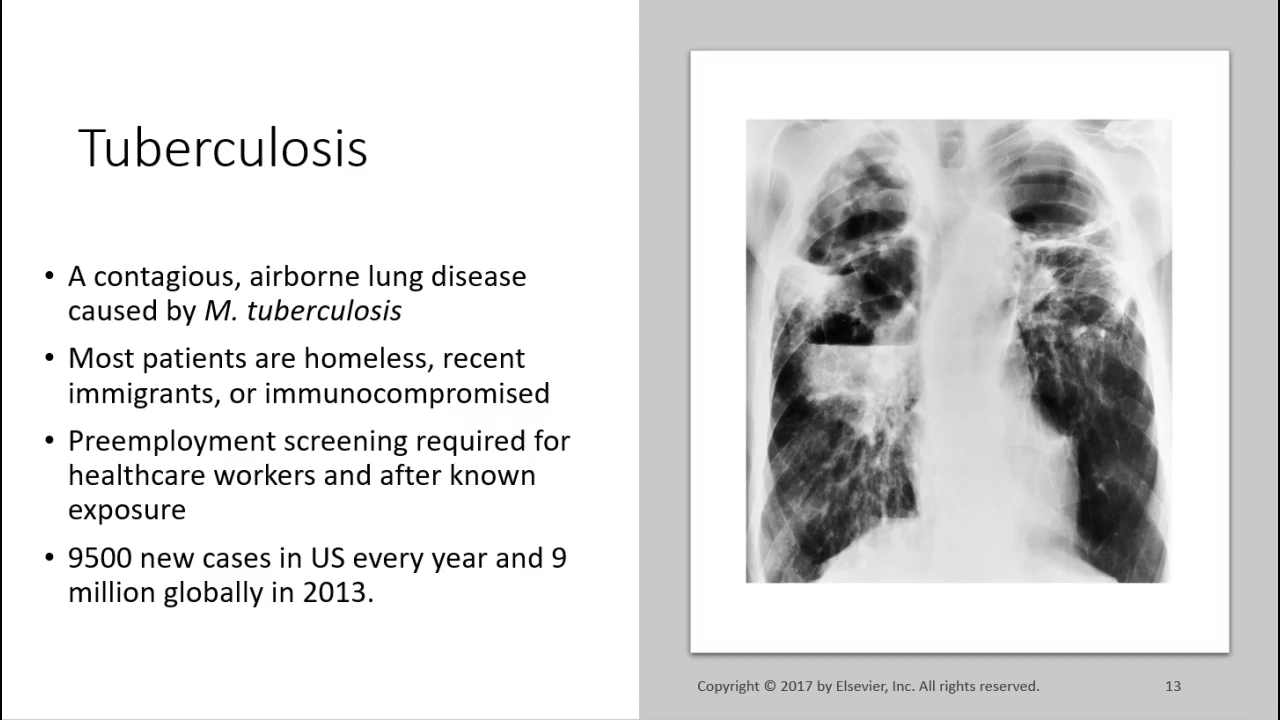 Tuberculosis
• A contagious, airborne lung disease
caused by M. tuberculosis
• Most patients are homeless, recent
immigrants, or immunocompromised
• Preemployment screening required for
healthcare workers and after known
exposure
• 9500 new cases in US every year and 9
million globally in 2013.
Copyright © 2017 by Elsevier, Inc. All rights reserved.
13